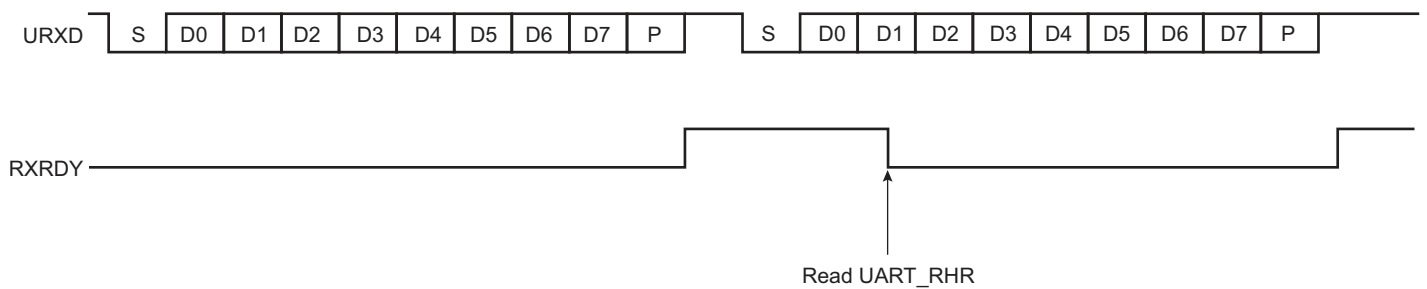 URXD S D0 D1 D2 D3 D4 D5 D6 D7 P S D0 D1 D2 D3 D4 D5 D6 D7 P
RXRDY
Read UART_RHR